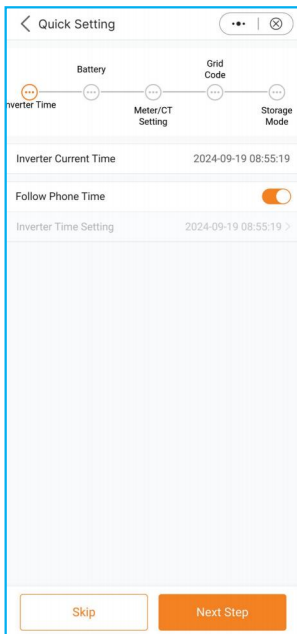 Quick Setting
Battery
Grid
Code
nverter Time
Meter/CT
Setting
Storage
Mode
Inverter Current Time 2024-09-19 08:55:19
Follow Phone Time
Inverter Time Setting 2024-09-19 08:55:19
Skip Next Step